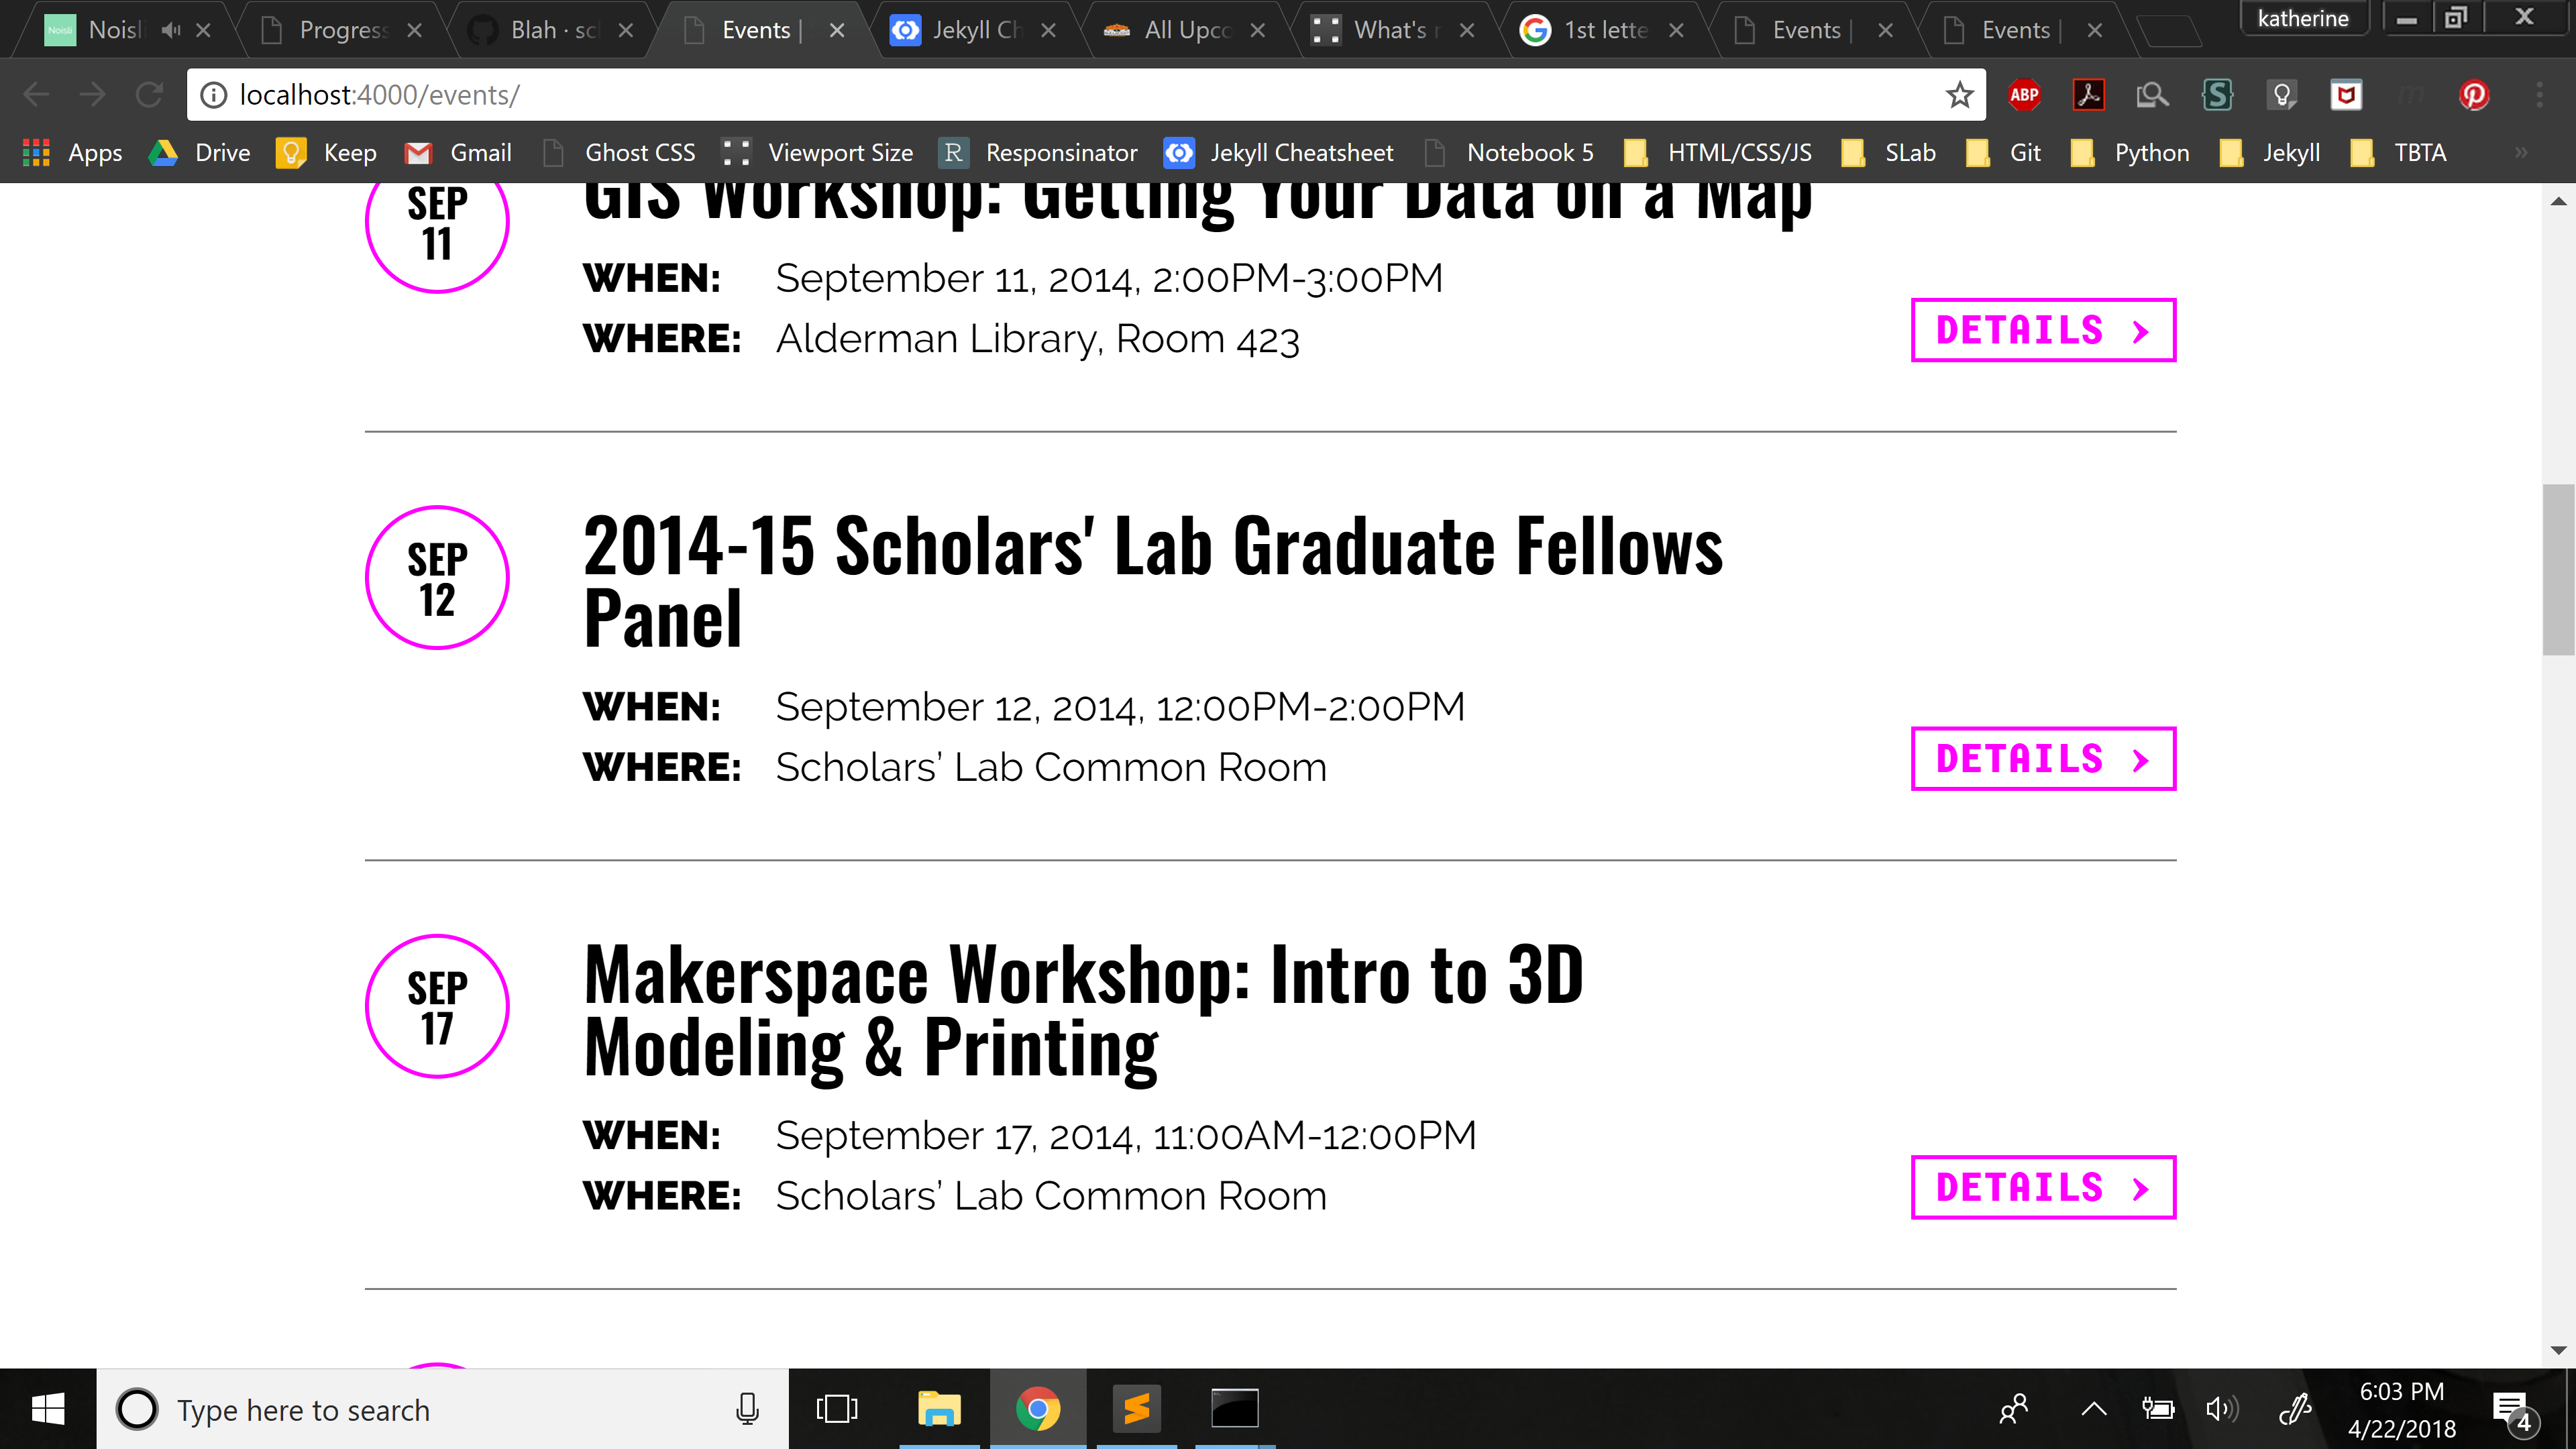 Noisli
Progress
Blah · sc
Events |
Jekyll Ch
All Upco
What's r
1st lette
Events |
Events |
katherine
localhost:4000/events/
ABP
Apps
Drive
Keep
Gmail
Ghost CSS
Viewport Size
R
Responsinator
Jekyll Cheatsheet
Notebook 5
HTML/CSS/JS
SLab
Git
Python
Jekyll
TBTA
SEP
11
GIS Workshop: Getting Your Data on a Map
WHEN: September 11, 2014, 2:00PM-3:00PM
WHERE: Alderman Library, Room 423
DETAILS >
SEP
12
2014-15 Scholars' Lab Graduate Fellows
Panel
WHEN: September 12, 2014, 12:00PM-2:00PM
WHERE: Scholars’ Lab Common Room
DETAILS >
SEP
17
Makerspace Workshop: Intro to 3D
Modeling & Printing
WHEN: September 17, 2014, 11:00AM-12:00PM
WHERE: Scholars’ Lab Common Room
DETAILS >
Type here to search
6:03 PM
4/22/2018
4